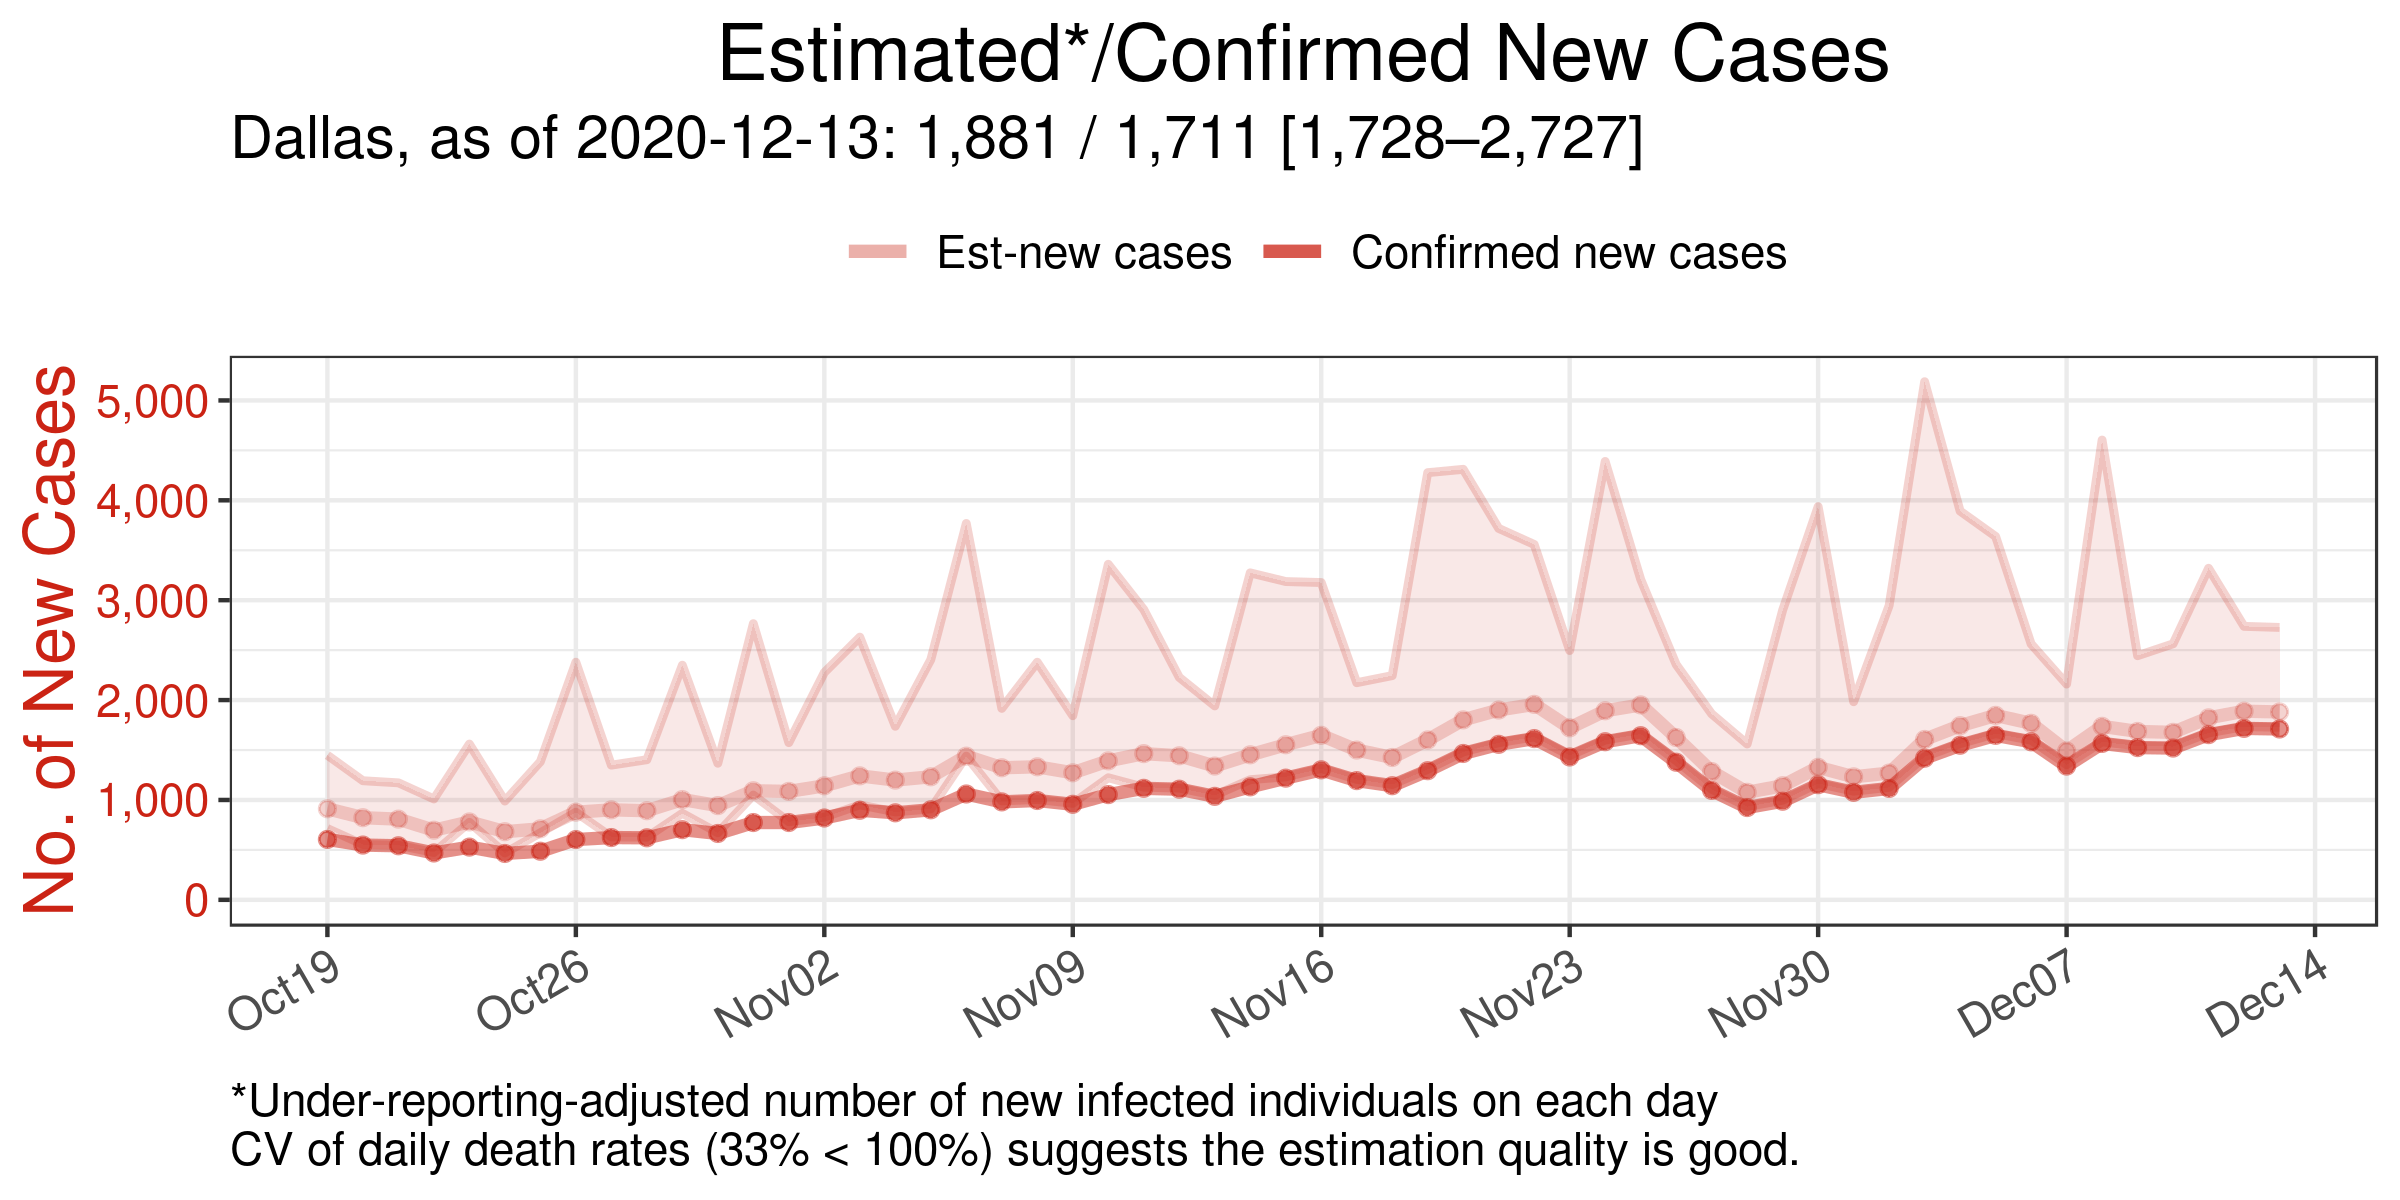 Estimated*/Confirmed New Cases
Dallas, as of 2020-12-13: 1,881 / 1,711 [1,728–2,727]
Est-new cases
Confirmed new cases
No. of New Cases
5,000
4,000
3,000
2,000
1,000
0
Oct19
Oct26
Nov02
Nov09
Nov16
Nov23
Nov30
Dec07
Dec14
*Under-reporting-adjusted number of new infected individuals on each day
CV of daily death rates (33% < 100%) suggests the estimation quality is good.